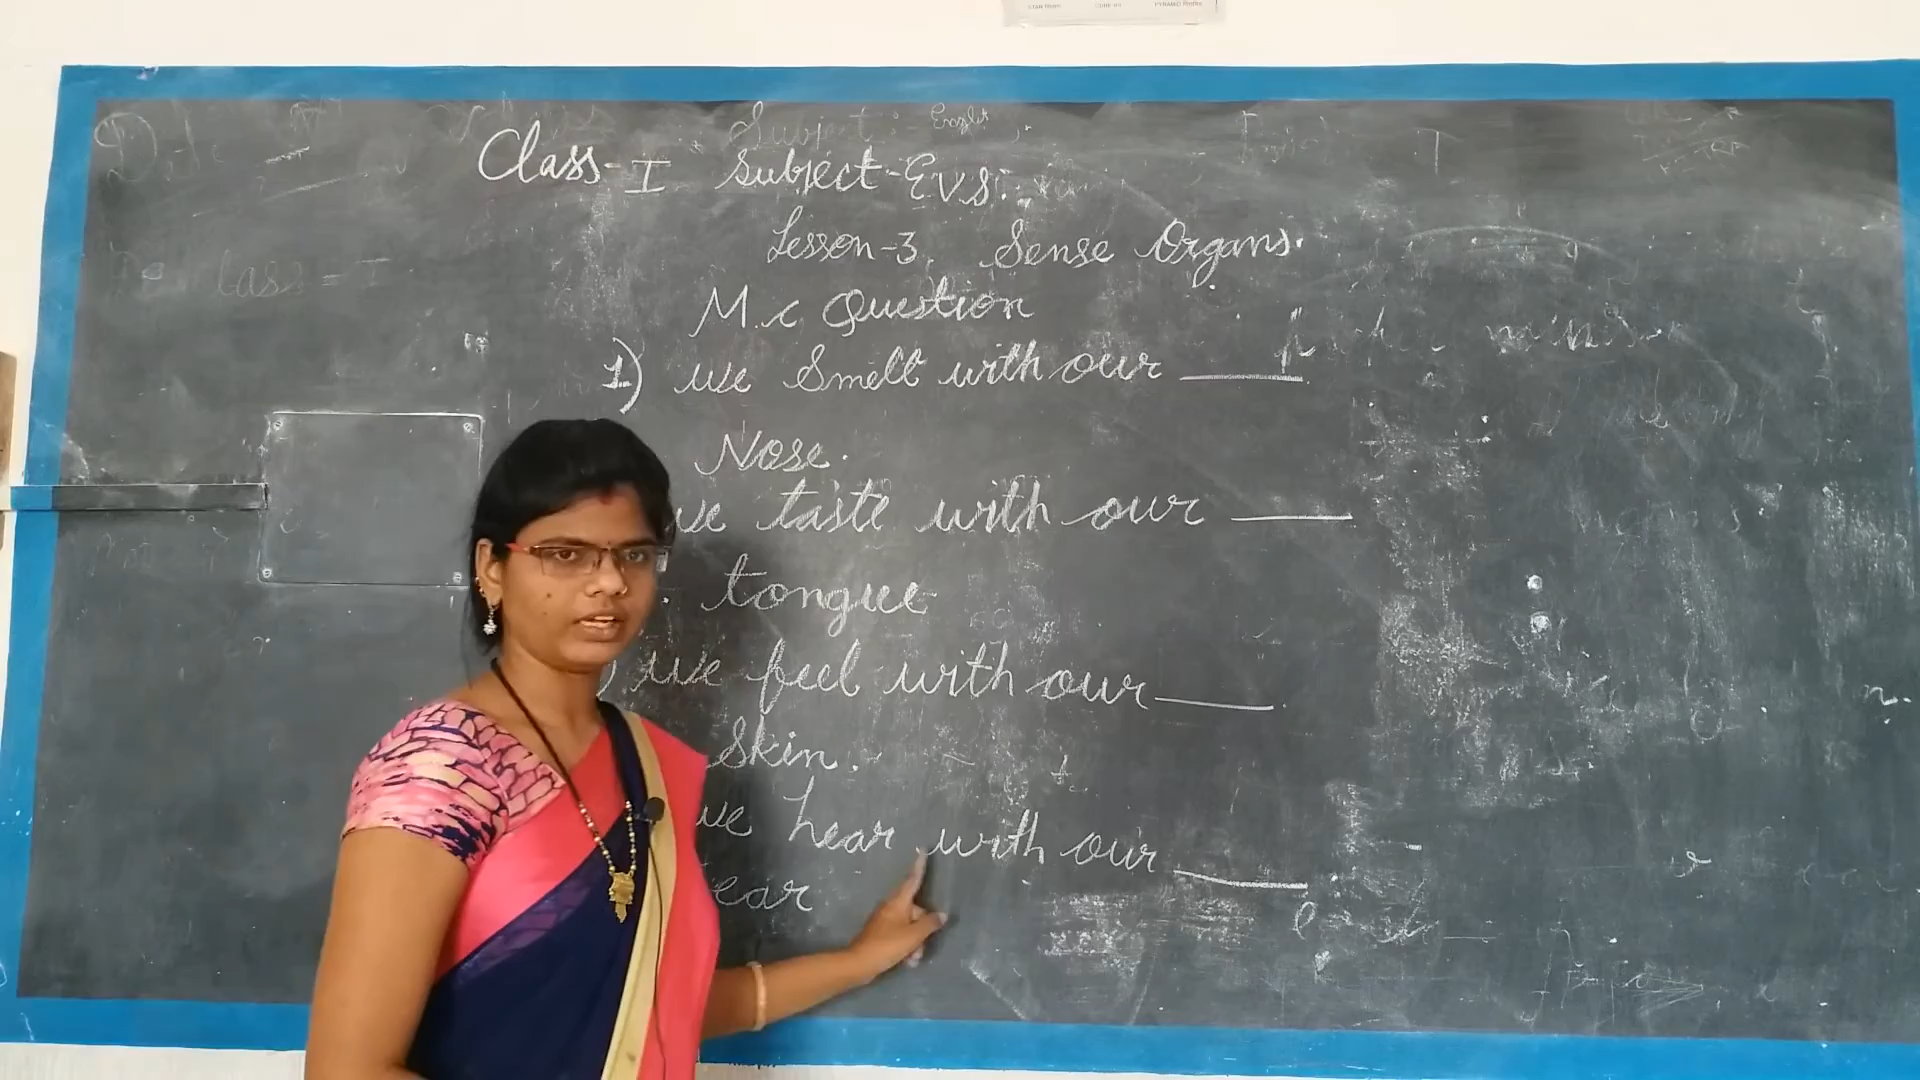 Class-I Subject-EVS:
Lesson-3. Sense Organs.
M.c Question
1) we Smell with our ____
Nose.
we taste with our ____
tongue
) we feel with our ____
Skin.
we hear with our ____
ear